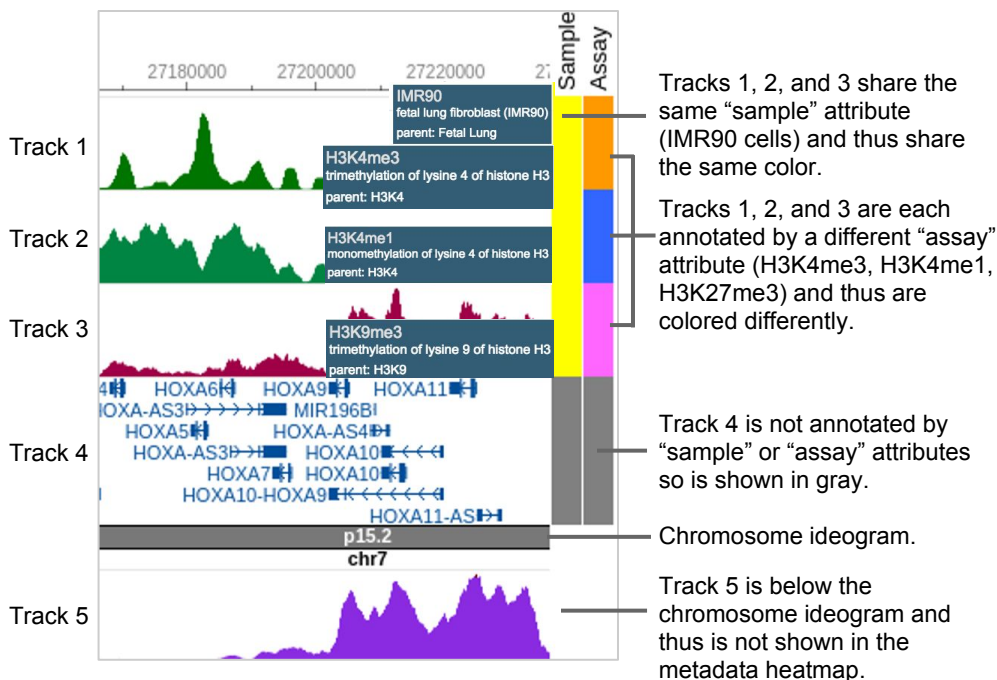 Sample
Assay
27180000
27200000
27220000
27
IMR90
fetal lung fibroblast (IMR90)
parent: Fetal Lung
Track 1
H3K4me3
trimethylation of lysine 4 of histone H3
parent: H3K4
Tracks 1, 2, and 3 share the
same “sample” attribute
(IMR90 cells) and thus share
the same color.
Track 2
H3K4me1
monomethylation of lysine 4 of histone H3
parent: H3K4
Tracks 1, 2, and 3 are each
annotated by a different “assay”
attribute (H3K4me3, H3K4me1,
H3K27me3) and thus are
colored differently.
Track 3
H3K9me3
trimethylation of lysine 9 of histone H3
parent: H3K9
Track 4
4 HOXA6 HOXA9 HOXA11
IOXA-AS3 MIR196B
HOXA5 HOXA-AS4
HOXA-AS3 HOXA10
HOXA7 HOXA10
HOXA10-HOXA9
HOXA11-AS
Track 4 is not annotated by
“sample” or “assay” attributes
so is shown in gray.
p15.2
chr7
Chromosome ideogram.
Track 5
Track 5 is below the
chromosome ideogram and
thus is not shown in the
metadata heatmap.